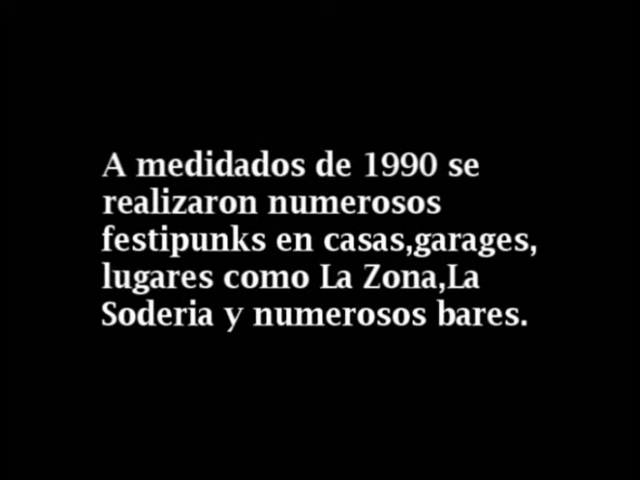 A medidados de 1990 se
realizaron numerosos
festipunks en casas,garages,
lugares como La Zona,La
Soderia y numerosos bares.